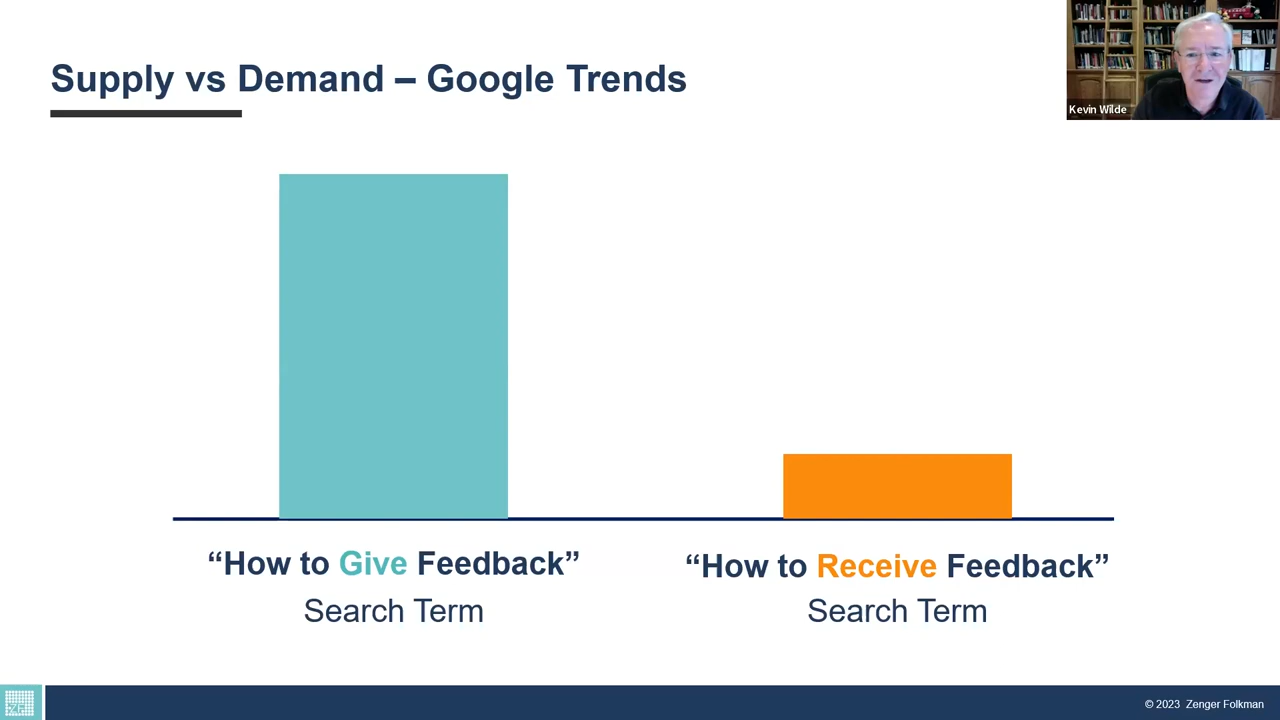 Supply vs Demand – Google Trends
Kevin Wilde
“How to Give Feedback”
Search Term
“How to Receive Feedback”
Search Term
ZF
© 2023 Zenger Folkman